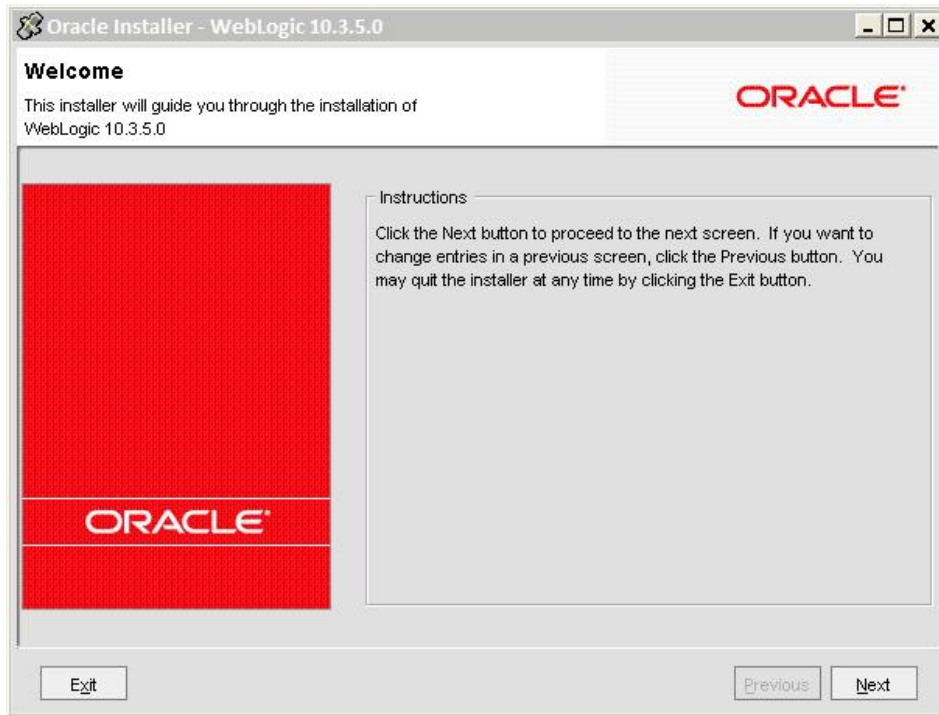 Oracle Installer - WebLogic 10.3.5.0
Welcome
This installer will guide you through the installation of
WebLogic 10.3.5.0
ORACLE
Instructions
Click the Next button to proceed to the next screen. If you want to
change entries in a previous screen, click the Previous button. You
may quit the installer at any time by clicking the Exit button.
ORACLE
Exit
Previous
Next